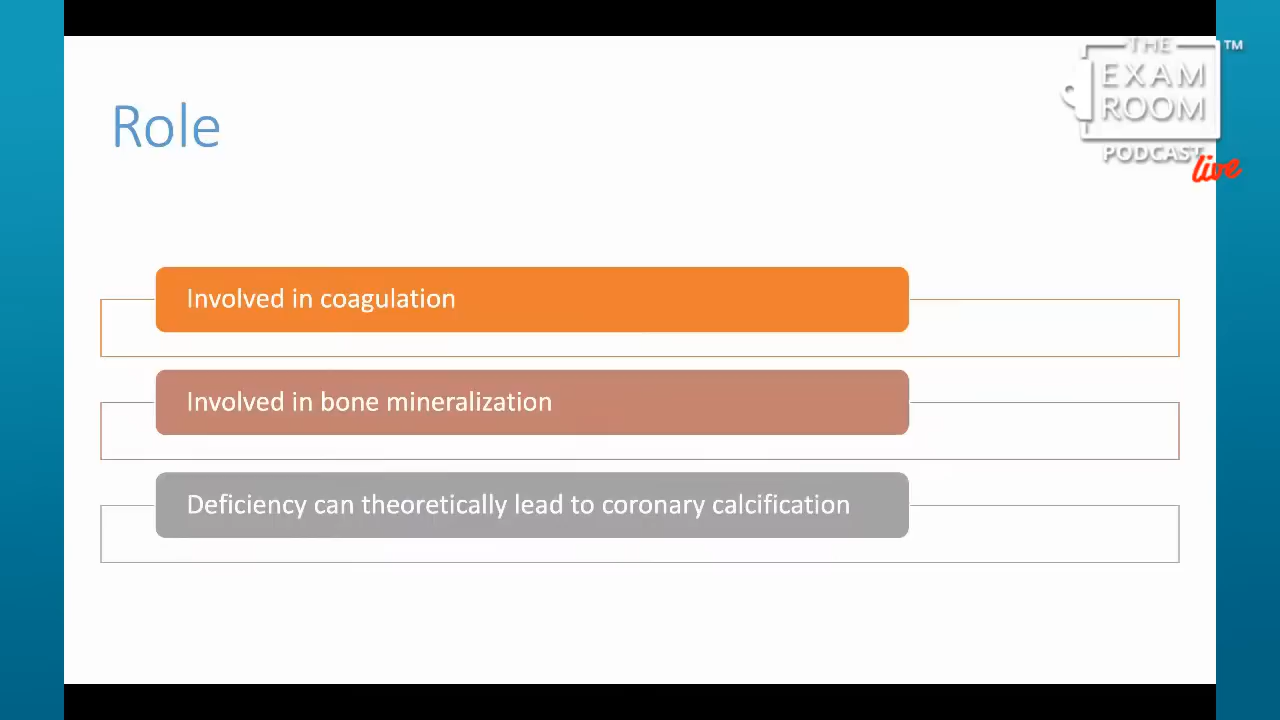 THE
EXAM
ROOM
PODCAST
live
™
Role
Involved in coagulation
Involved in bone mineralization
Deficiency can theoretically lead to coronary calcification